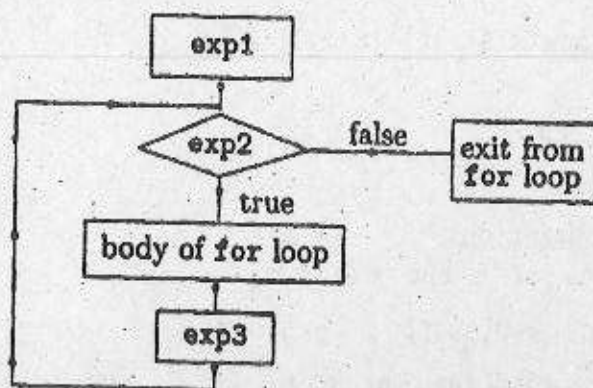 exp1
exp2
false
exit from
for loop
true
body of for loop
exp3